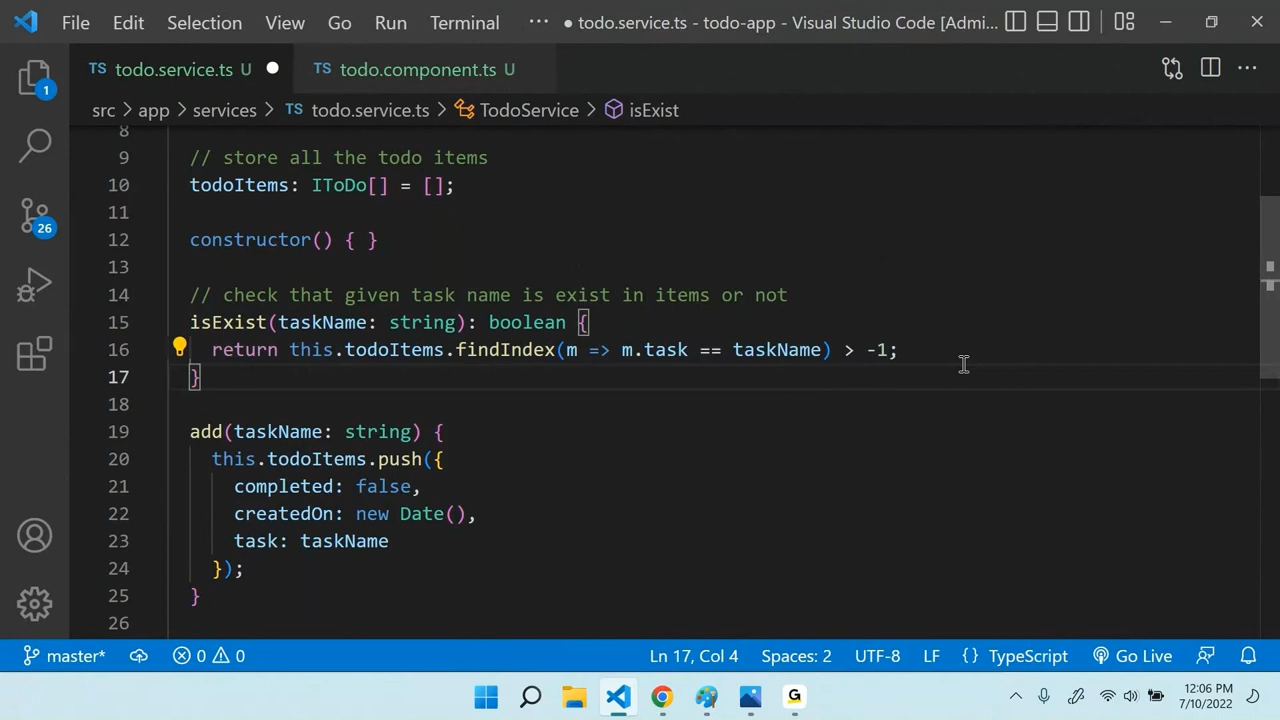 File Edit Selection View Go Run Terminal ··· ● todo.service.ts - todo-app - Visual Studio Code [Admi...
TS todo.service.ts U ● TS todo.component.ts U ···
src > app > services > TS todo.service.ts > TodoService > isExist
8
9 // store all the todo items
10 todoItems: IToDo[] = [];
11
12 constructor() { }
13
14 // check that given task name is exist in items or not
15 isExist(taskName: string): boolean {
16 return this.todoItems.findIndex(m => m.task == taskName) > -1;
17 }
18
19 add(taskName: string) {
20 this.todoItems.push({
21 completed: false,
22 createdOn: new Date(),
23 task: taskName
24 });
25 }
26
1
26
master* 0 0 Ln 17, Col 4 Spaces: 2 UTF-8 LF {} TypeScript Go Live
G 12:06 PM
7/10/2022